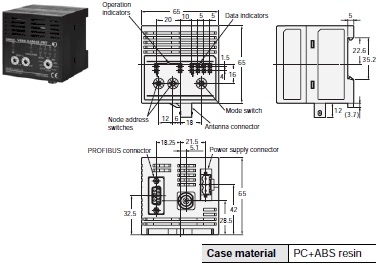 Operation indicators
65
20
10
5
5
Data indicators
1.5
4
16
65
Node address switches
12
6
18
Mode switch
Antenna connector
5
22.6
35.2
12
(3.7)
PROFIBUS connector
18.25
21.5
5.1
Power supply connector
32.5
28.5
42
65
Case material
PC+ABS resin